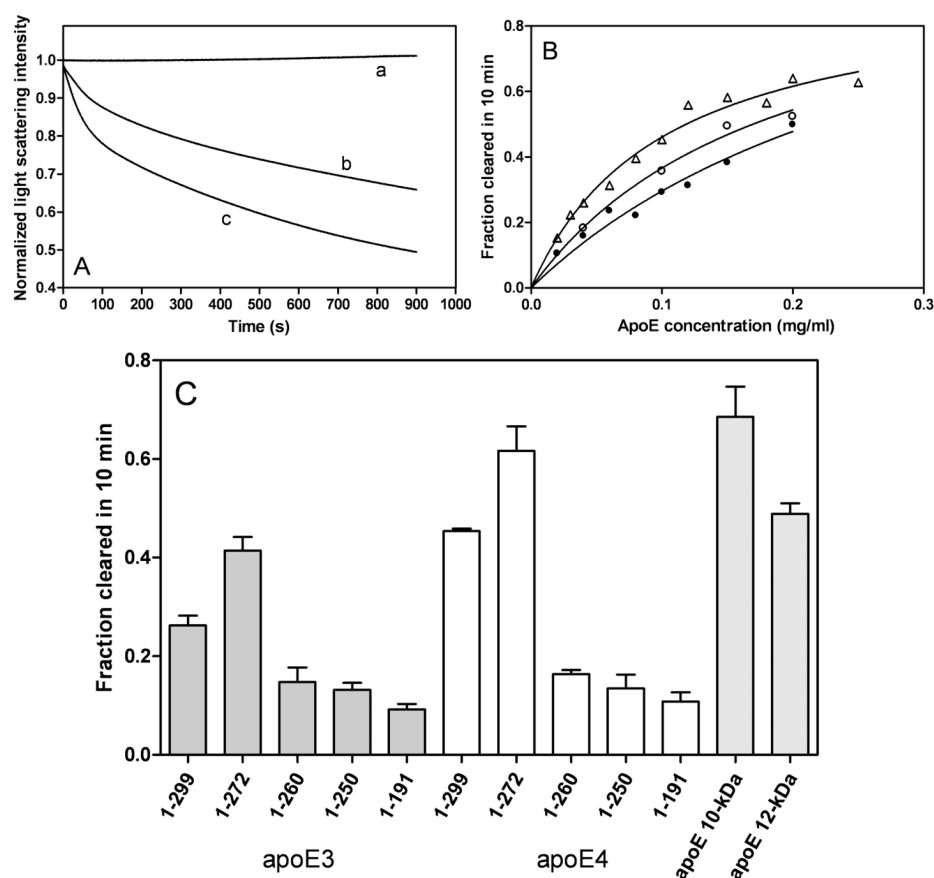 Normalized light scattering intensity
1.0
0.9
0.8
0.7
0.6
0.5
0.4
a
b
c
A
0 100 200 300 400 500 600 700 800 900 1000
Time (s)
Fraction cleared in 10 min
0.8
0.6
0.4
0.2
0.0
B
0.0 0.1 0.2 0.3
ApoE concentration (mg/ml)
Fraction cleared in 10 min
0.8
0.6
0.4
0.2
0.0
C
1-299 1-272 1-260 1-250 1-191 1-299 1-272 1-260 1-250 1-191 apoE 10-kDa apoE 12-kDa
apoE3 apoE4